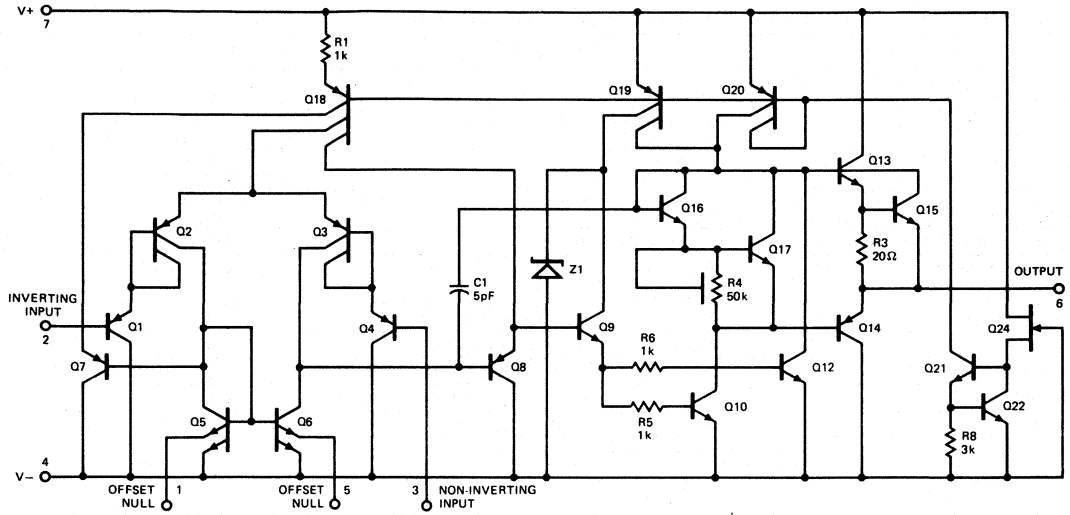 V+
7
R1
1k
Q18
Q19
Q20
Q13
Q16
Q15
Q2
Q3
Q17
R3
20Ω
C1
5pF
Z1
R4
50k
OUTPUT
6
INVERTING
INPUT
2
Q1
Q4
Q9
Q14
Q24
R6
1k
Q7
Q8
Q12
Q21
Q5
Q6
Q10
Q22
R5
1k
R8
3k
4
V−
OFFSET
NULL
1
OFFSET
NULL
5
3
NON-INVERTING
INPUT